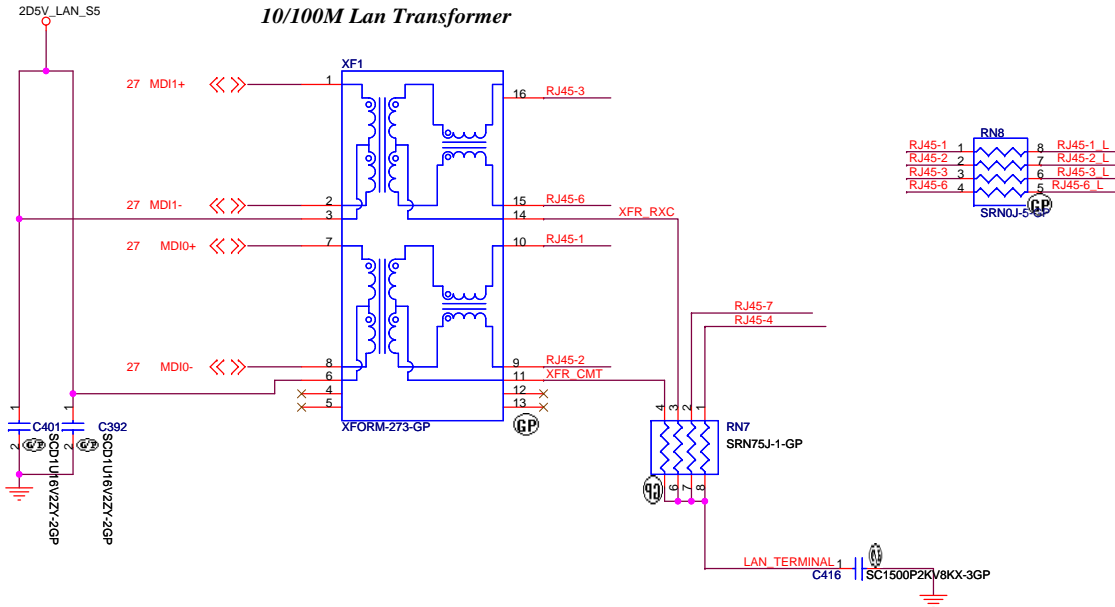 2D5V_LAN_S5
10/100M Lan Transformer
XF1
27 MDI1+
1
16
RJ45-3
27 MDI1-
2
3
15
RJ45-6
14
XFR_RXC
27 MDI0+
7
10
RJ45-1
27 MDI0-
8
6
4
5
9
RJ45-2
11
XFR_CMT
12
13
XFORM-273-GP
GP
RN8
RJ45-1 1 8 RJ45-1_L
RJ45-2 2 7 RJ45-2_L
RJ45-3 3 6 RJ45-3_L
RJ45-6 4 5 RJ45-6_L
SRN0J-5-GP
GP
RJ45-7
RJ45-4
4 3 2 1
RN7
SRN75J-1-GP
6 7 8
GP
1
C401
2
SCD1U16V2ZY-2GP
1
C392
2
SCD1U16V2ZY-2GP
LAN_TERMINAL 1
C416
SC1500P2KV8KX-3GP